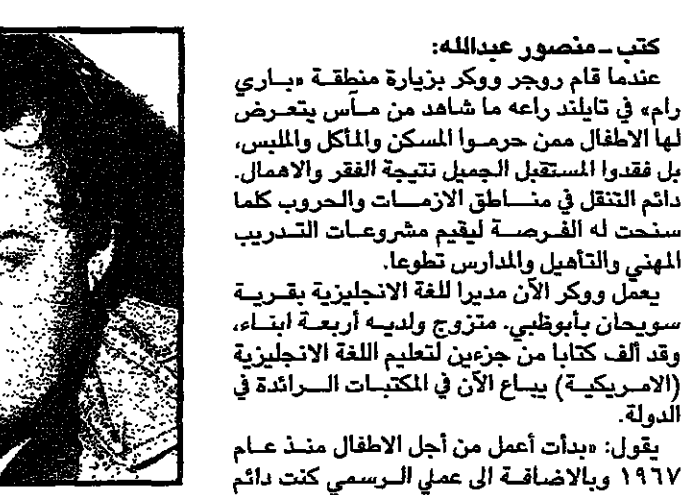 كتب ـ منصور عبدالله:
عندما قام روجر ووكر بزيارة منطقة «باري
رام» في تايلند راعه ما شاهد من مآس يتعرض
لها الاطفال ممن حرموا المسكن والمأكل والملبس،
بل فقدوا المستقبل الجميل نتيجة الفقر والاهمال.
دائم التنقل في مناطق الازمات والحروب كلما
سنحت له الفرصة ليقيم مشروعات التدريب
المهني والتأهيل والمدارس تطوعا.
يعمل ووكر الآن مديرا للغة الانجليزية بقرية
سويحان بأبوظبي. متزوج ولديه أربعة ابناء،
وقد ألف كتابا من جزءين لتعليم اللغة الانجليزية
(الامريكية) يباع الآن في المكتبات الرائدة في
الدولة.
يقول: «بدأت أعمل من أجل الاطفال منذ عام
١٩٦٧ وبالاضافة الى عملي الرسمي كنت دائم